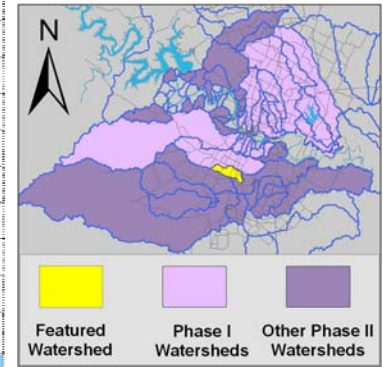 N
Featured
Watershed
Phase I
Watersheds
Other Phase II
Watersheds